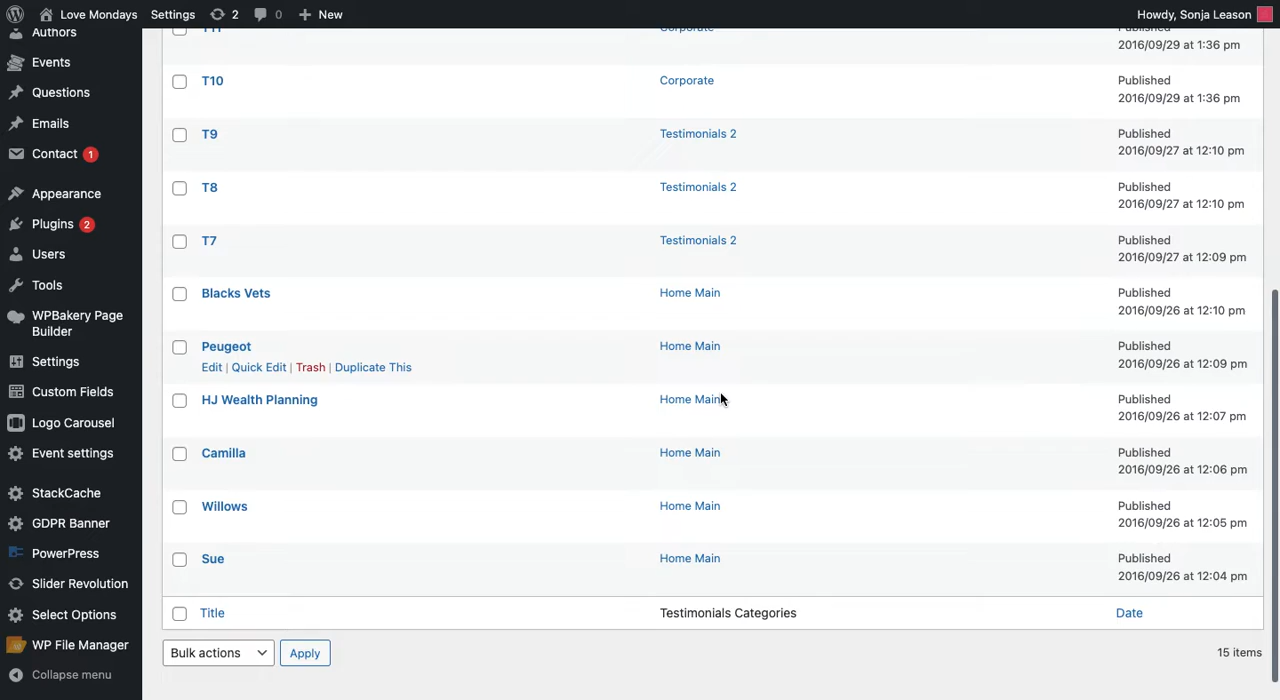 Love Mondays Settings 2 0 New Howdy, Sonja Leason
Authors
Events
Questions
Emails
Contact 1
Appearance
Plugins 2
Users
Tools
WPBakery Page
Builder
Settings
Custom Fields
Logo Carousel
Event settings
StackCache
GDPR Banner
PowerPress
Slider Revolution
Select Options
WP File Manager
Collapse menu
T11 Corporate Published
2016/09/29 at 1:36 pm
T10 Corporate Published
2016/09/29 at 1:36 pm
T9 Testimonials 2 Published
2016/09/27 at 12:10 pm
T8 Testimonials 2 Published
2016/09/27 at 12:10 pm
T7 Testimonials 2 Published
2016/09/27 at 12:09 pm
Blacks Vets Home Main Published
2016/09/26 at 12:10 pm
Peugeot Home Main Published
Edit | Quick Edit | Trash | Duplicate This 2016/09/26 at 12:09 pm
HJ Wealth Planning Home Main Published
2016/09/26 at 12:07 pm
Camilla Home Main Published
2016/09/26 at 12:06 pm
Willows Home Main Published
2016/09/26 at 12:05 pm
Sue Home Main Published
2016/09/26 at 12:04 pm
Title Testimonials Categories Date
Bulk actions Apply 15 items